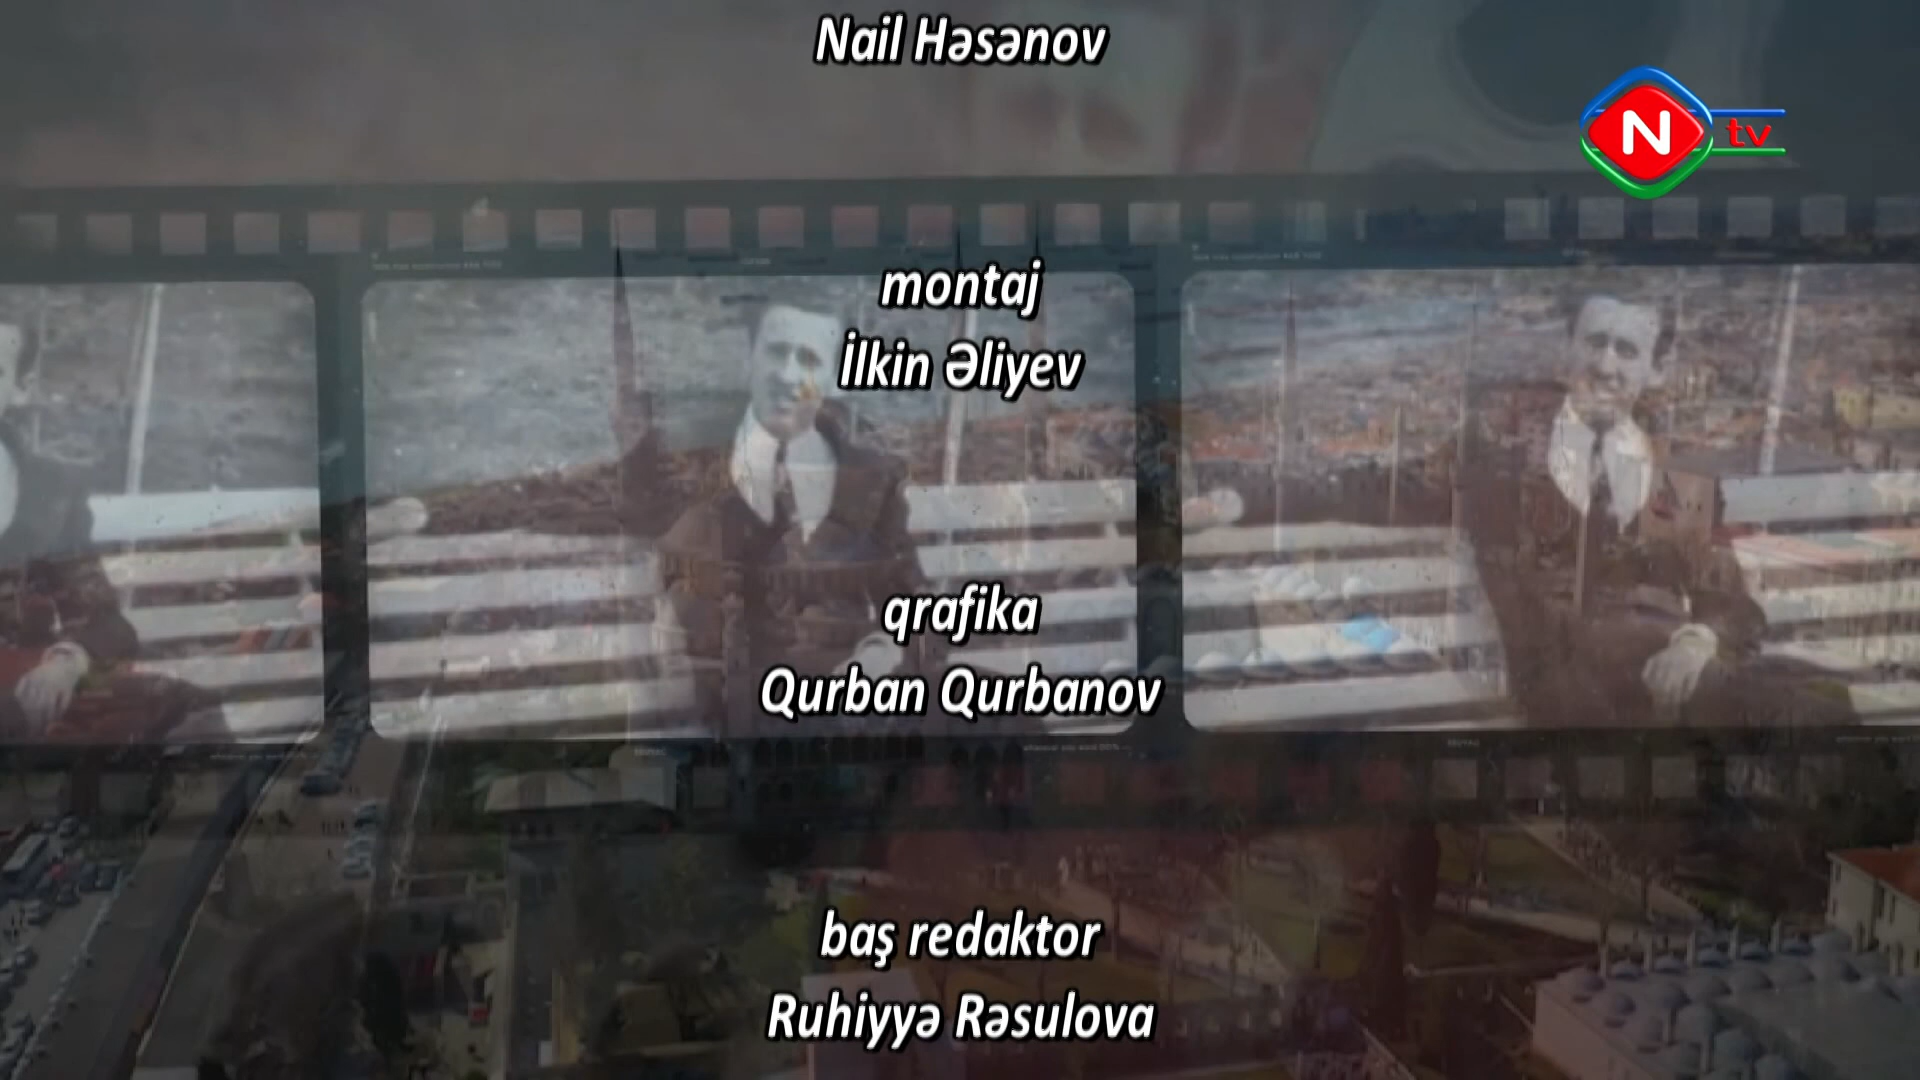 Nail Həsənov
N tv
montaj
İlkin Əliyev
qrafika
Qurban Qurbanov
baş redaktor
Ruhiyyə Rəsulova